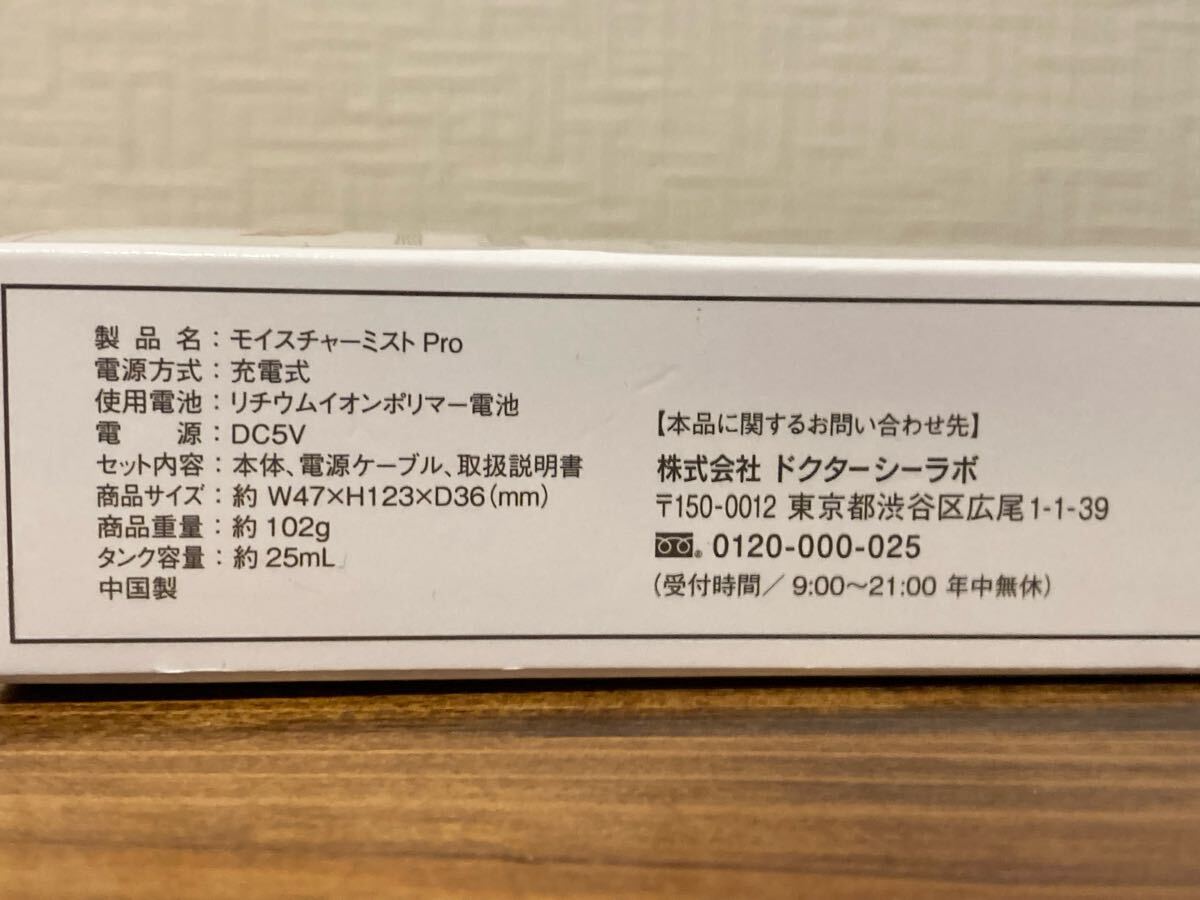 製品名：モイスチャーミスト Pro
電源方式：充電式
使用電池：リチウムイオンポリマー電池
電源：DC5V
セット内容：本体、電源ケーブル、取扱説明書
商品サイズ：約 W47×H123×D36(mm)
商品重量：約 102g
タンク容量：約 25mL
中国製
【本品に関するお問い合わせ先】
株式会社 ドクターシーラボ
〒150-0012 東京都渋谷区広尾1-1-39
0120-000-025
(受付時間／ 9:00～21:00 年中無休)